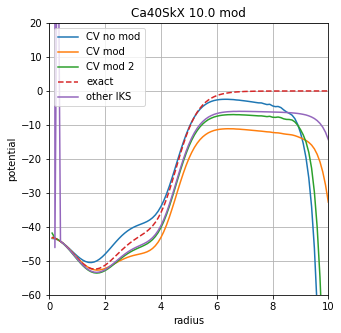 Ca40SkX 10.0 mod
CV no mod
CV mod
CV mod 2
exact
other IKS
20
10
0
−10
−20
−30
−40
−50
−60
potential
0 2 4 6 8 10
radius